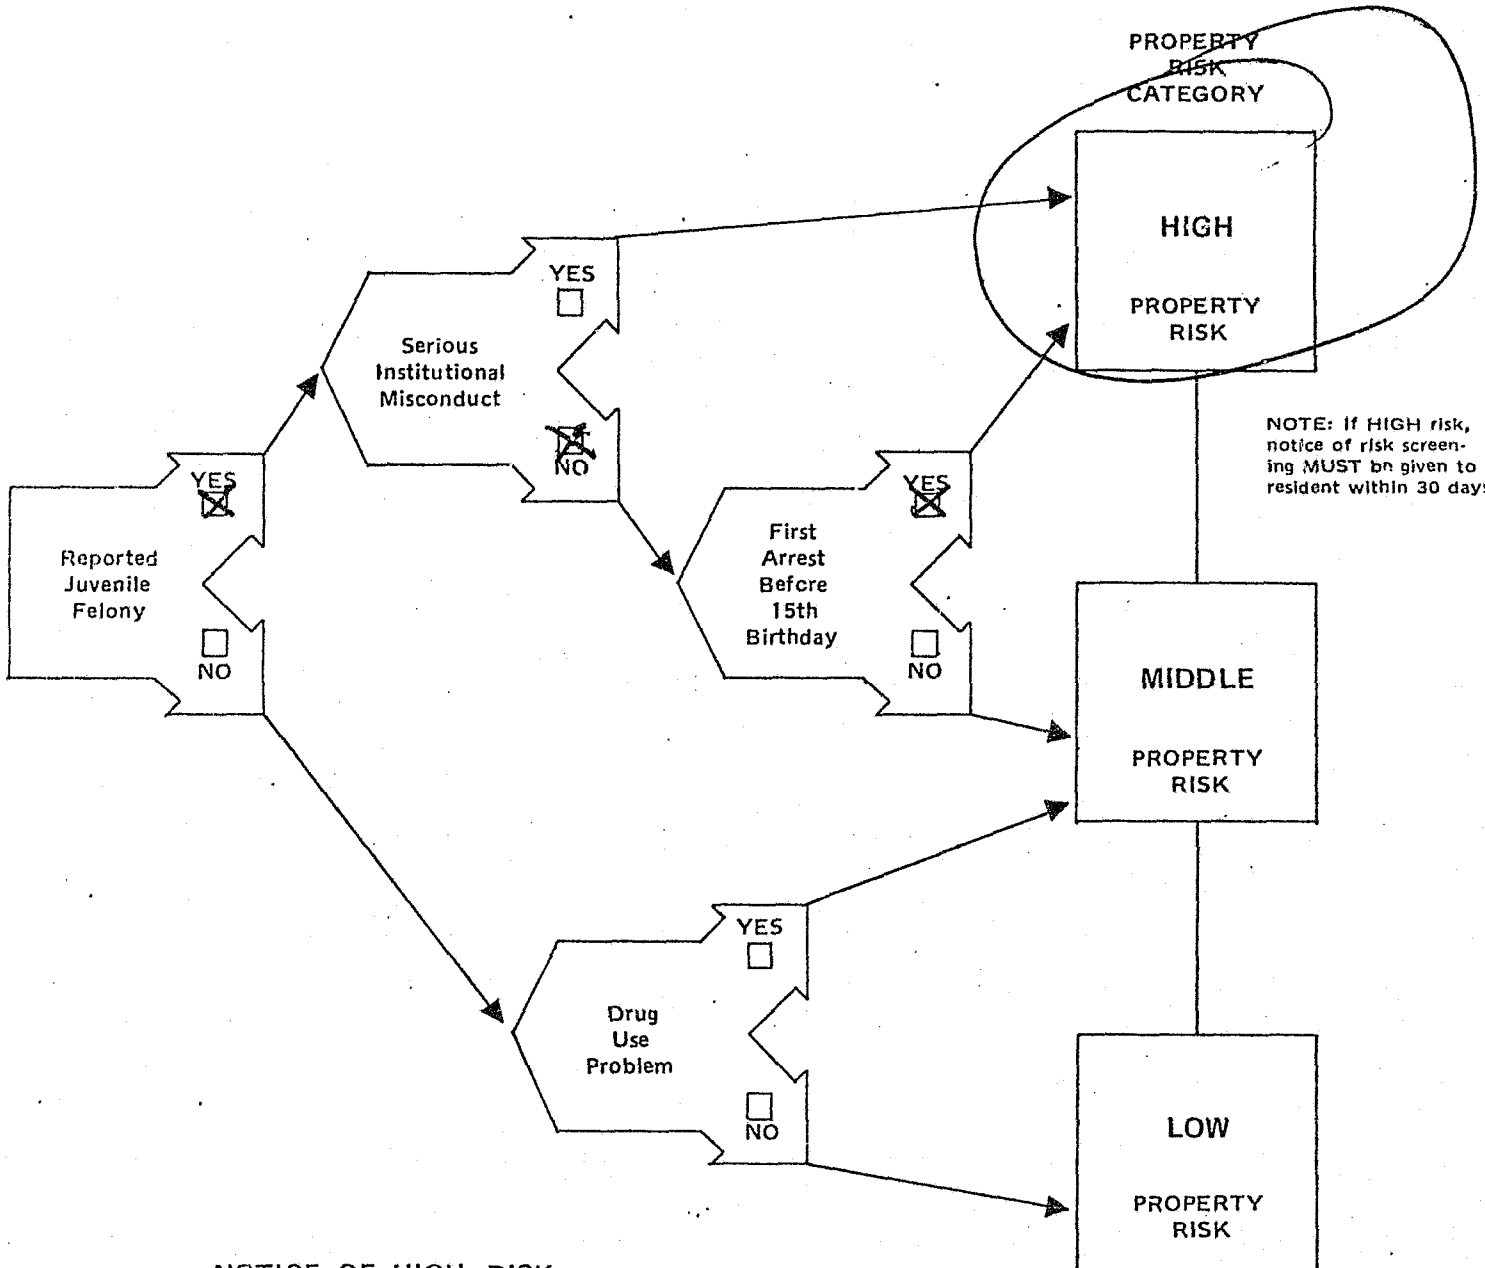 PROPERTY
RISK
CATEGORY
HIGH
PROPERTY
RISK
NOTE: If HIGH risk,
notice of risk screen-
ing MUST be given to
resident within 30 days
YES
Serious
Institutional
Misconduct
NO
YES
Reported
Juvenile
Felony
NO
YES
First
Arrest
Before
15th
Birthday
NO
MIDDLE
PROPERTY
RISK
YES
Drug
Use
Problem
NO
LOW
PROPERTY
RISK
NOTICE OF HIGH RISK